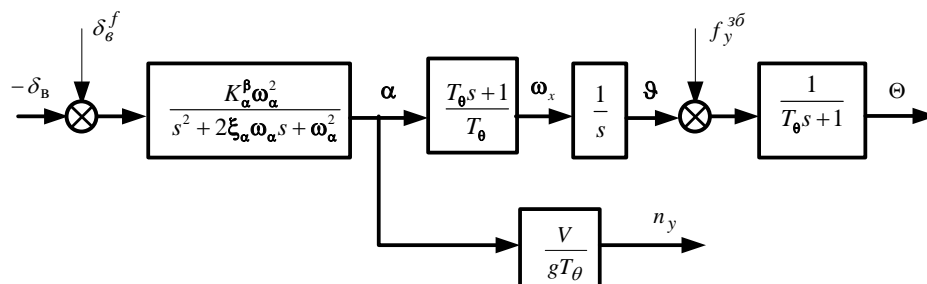 δ_в^f
f_y^{зб}
−δ_в
K_α^β ω_α^2
s^2 + 2ξ_α ω_α s + ω_α^2
α
T_θ s + 1
T_θ
ω_x
1
s
ϑ
1
T_θ s + 1
Θ
V
gT_θ
n_y